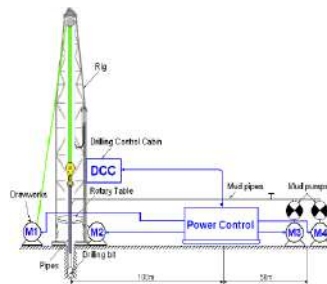 Rig
Drilling Control Cabin
DCC
Drawworks
Rotary Table
Mud pipes
Mud pumps
M1
M2
Power Control
M3
M4
Pipes
Drilling bit
100m